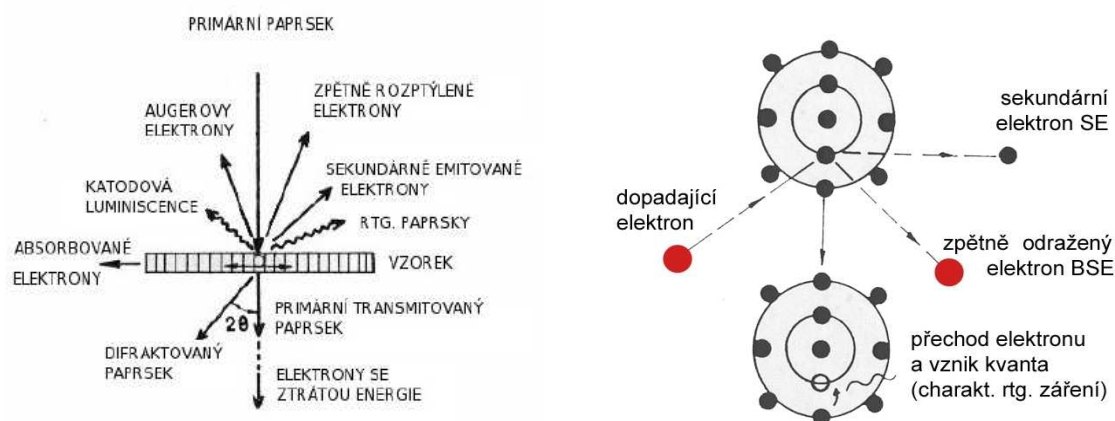 PRIMÁRNÍ PAPRSEK
AUGEROVY
ELEKTRONY
ZPĚTNĚ ROZPTÝLENÉ
ELEKTRONY
KATODOVÁ
LUMINISCENCE
SEKUNDÁRNĚ EMITOVANÉ
ELEKTRONY
RTG. PAPRSKY
ABSORBOVANÉ
ELEKTRONY
VZOREK
2θ
PRIMÁRNÍ TRANSMITOVANÝ
PAPRSEK
DIFRAKTOVANÝ
PAPRSEK
ELEKTRONY SE
ZTRÁTOU ENERGIE
sekundární
elektron SE
dopadající
elektron
zpětně odražený
elektron BSE
přechod elektronu
a vznik kvanta
(charakt. rtg. záření)